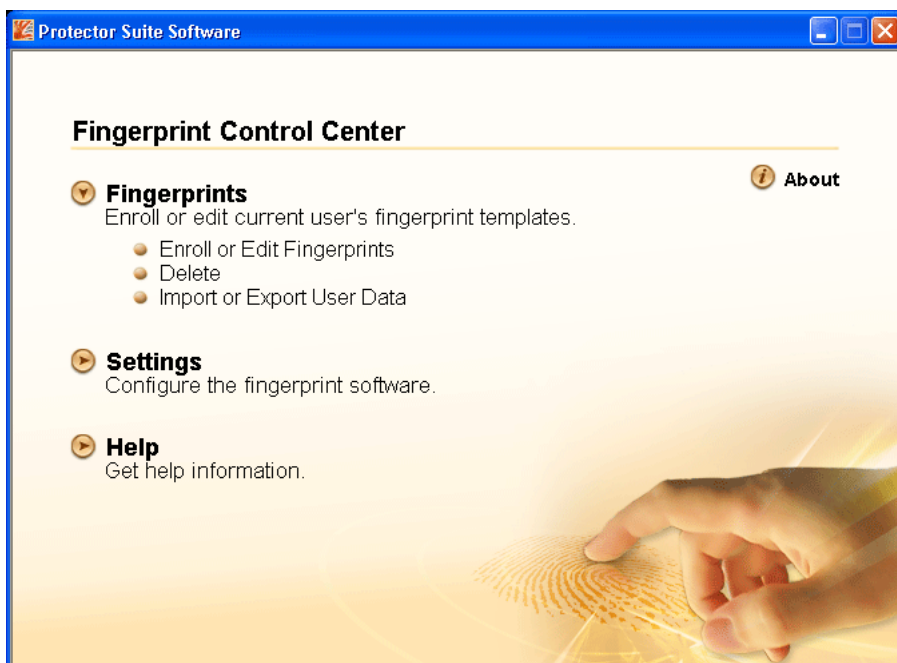 Protector Suite Software
Fingerprint Control Center
About
Fingerprints
Enroll or edit current user's fingerprint templates.
Enroll or Edit Fingerprints
Delete
Import or Export User Data
Settings
Configure the fingerprint software.
Help
Get help information.